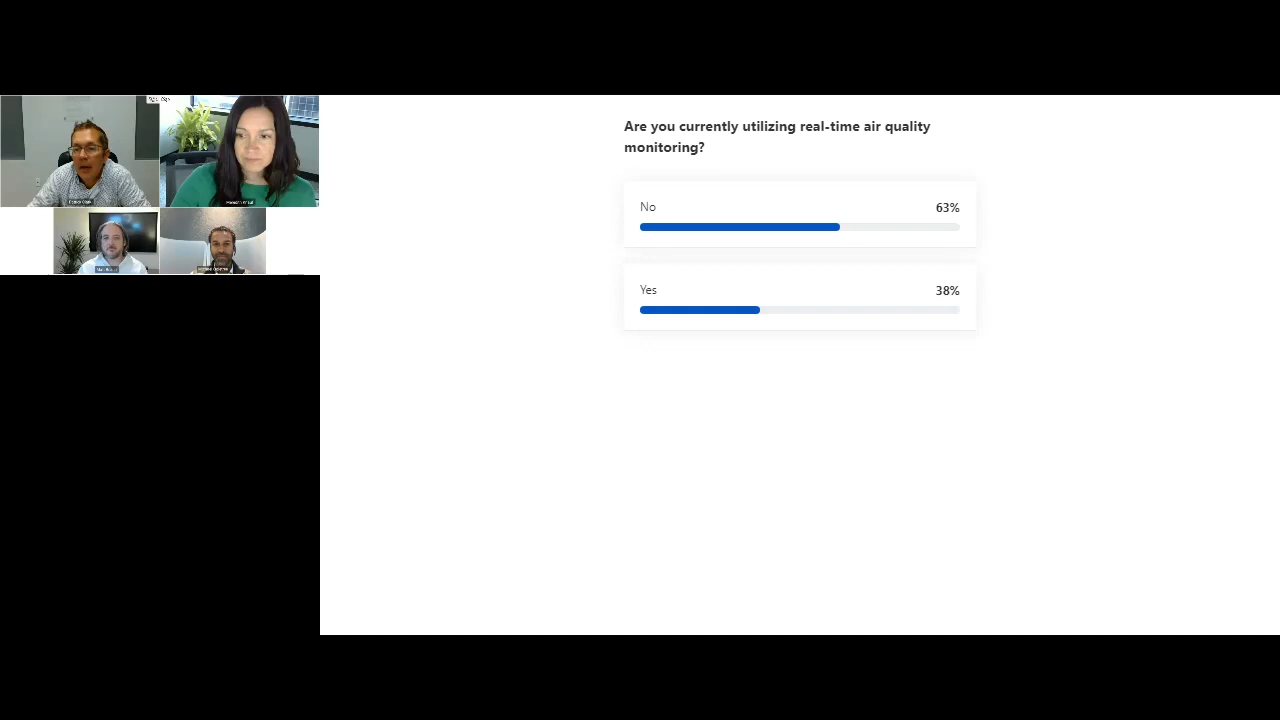 Are you currently utilizing real-time air quality
monitoring?
No 63%
Yes 38%